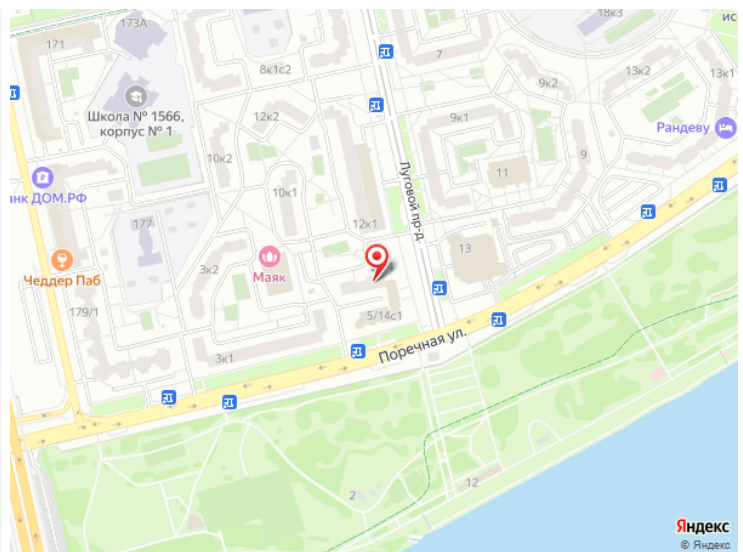 173А
171
18к3
ис
7
8к1с2
9к2
13к2
13к1
Школа № 1566,
корпус № 1
12к2
9к1
Рандеву
10к2
9
11
нк ДОМ.РФ
10к1
Луговой пр-д
177
12к1
13
3к2
Маяк
Чеддер Паб
179/1
5/14с1
Поречная ул.
3к1
2
12
Яндекс
© Яндекс